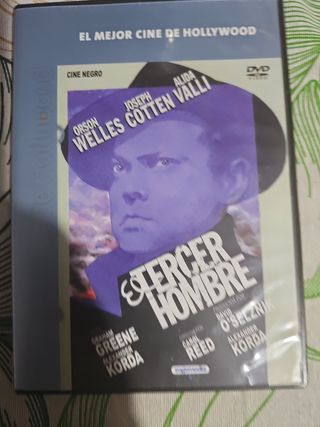 EL MEJOR CINE DE HOLLYWOOD
CINE NEGRO
DVD
VIDEO
ORSON
WELLES
JOSEPH
COTTEN
ALIDA
VALLI
El TERCER
HOMBRE
GRAHAM
GREENE
ALEXANDER
KORDA
CAROL
REED
DAVID
O'SELZNICK
ALEXANDER
KORDA